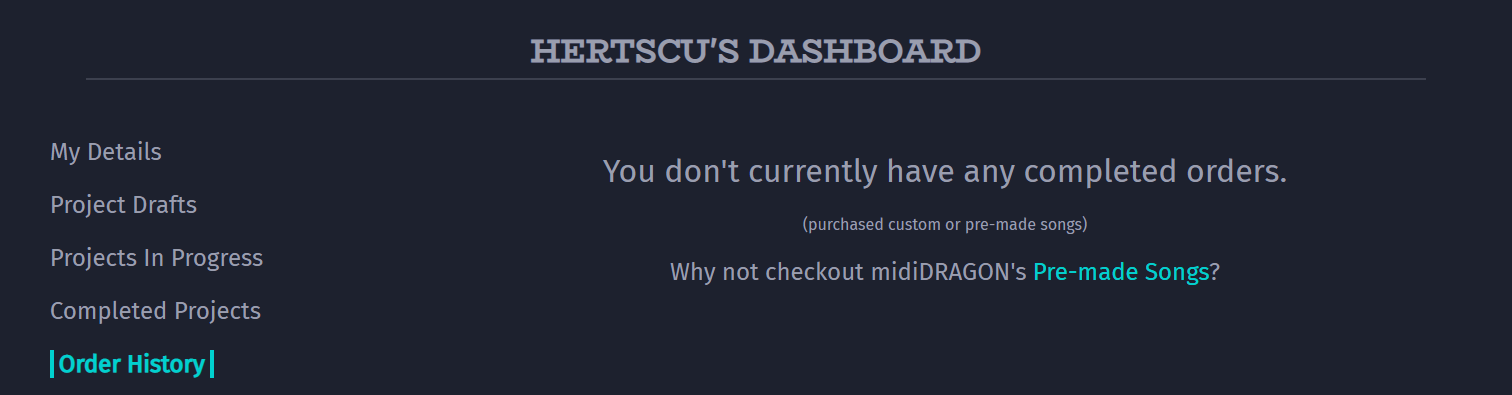 HERTSCU'S DASHBOARD
My Details
Project Drafts
Projects In Progress
Completed Projects
Order History
You don't currently have any completed orders.
(purchased custom or pre-made songs)
Why not checkout midiDRAGON's Pre-made Songs?